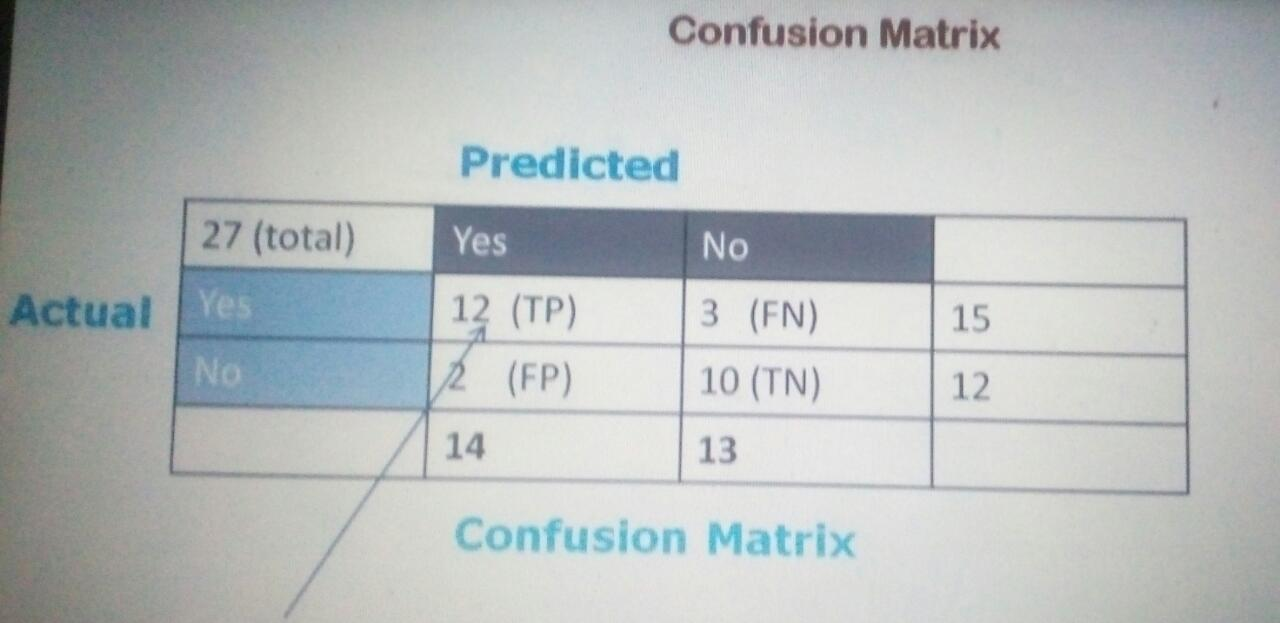 Confusion Matrix
Predicted
27 (total) Yes No
Actual Yes 12 (TP) 3 (FN) 15
No 2 (FP) 10 (TN) 12
14 13
Confusion Matrix